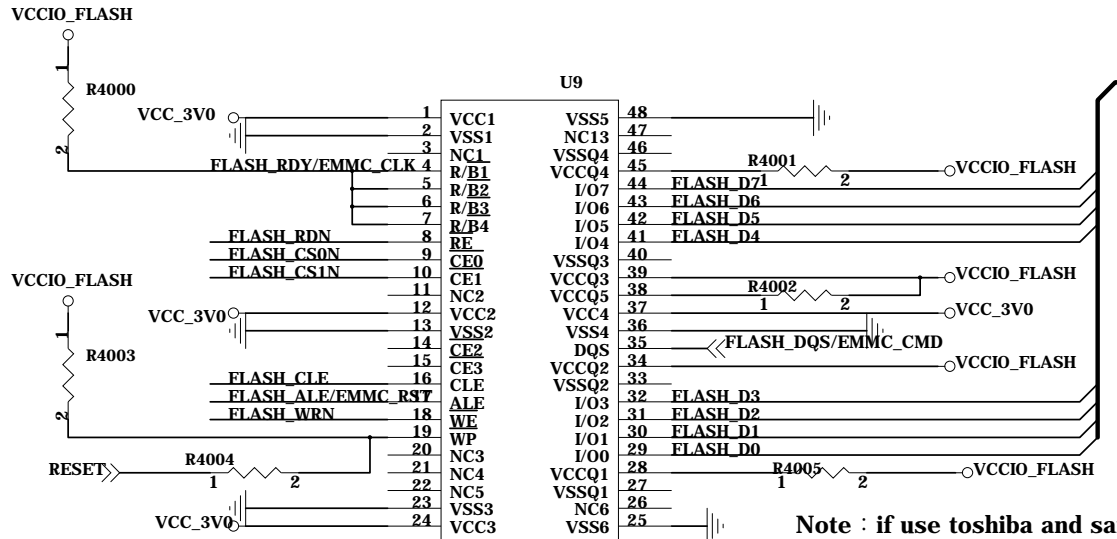 VCCIO_FLASH
1
R4000
2
U9
VCC_3V0
1 VCC1 VSS5 48
2 VSS1 NC13 47
3 NC1 VSSQ4 46
FLASH_RDY/EMMC_CLK 4 R/B1 VCCQ4 45 R4001 1 2 VCCIO_FLASH
5 R/B2 I/O7 44 FLASH_D7
6 R/B3 I/O6 43 FLASH_D6
7 R/B4 I/O5 42 FLASH_D5
FLASH_RDN 8 RE I/O4 41 FLASH_D4
FLASH_CS0N 9 CE0 VSSQ3 40
FLASH_CS1N 10 CE1 VCCQ3 39 VCCIO_FLASH
VCCIO_FLASH
11 NC2 VCCQ5 38 R4002 1 2
VCC_3V0 12 VCC2 VCC4 37 VCC_3V0
13 VSS2 VSS4 36
14 CE2 DQS 35 FLASH_DQS/EMMC_CMD
1
R4003
2
15 CE3 VCCQ2 34 VCCIO_FLASH
FLASH_CLE 16 CLE VSSQ2 33
FLASH_ALE/EMMC_RST 17 ALE I/O3 32 FLASH_D3
FLASH_WRN 18 WE I/O2 31 FLASH_D2
19 WP I/O1 30 FLASH_D1
20 NC3 I/O0 29 FLASH_D0
RESET R4004 1 2 21 NC4 VCCQ1 28 R4005 1 2 VCCIO_FLASH
22 NC5 VSSQ1 27
23 VSS3 NC6 26
VCC_3V0 24 VCC3 VSS6 25
Note : if use toshiba and sa